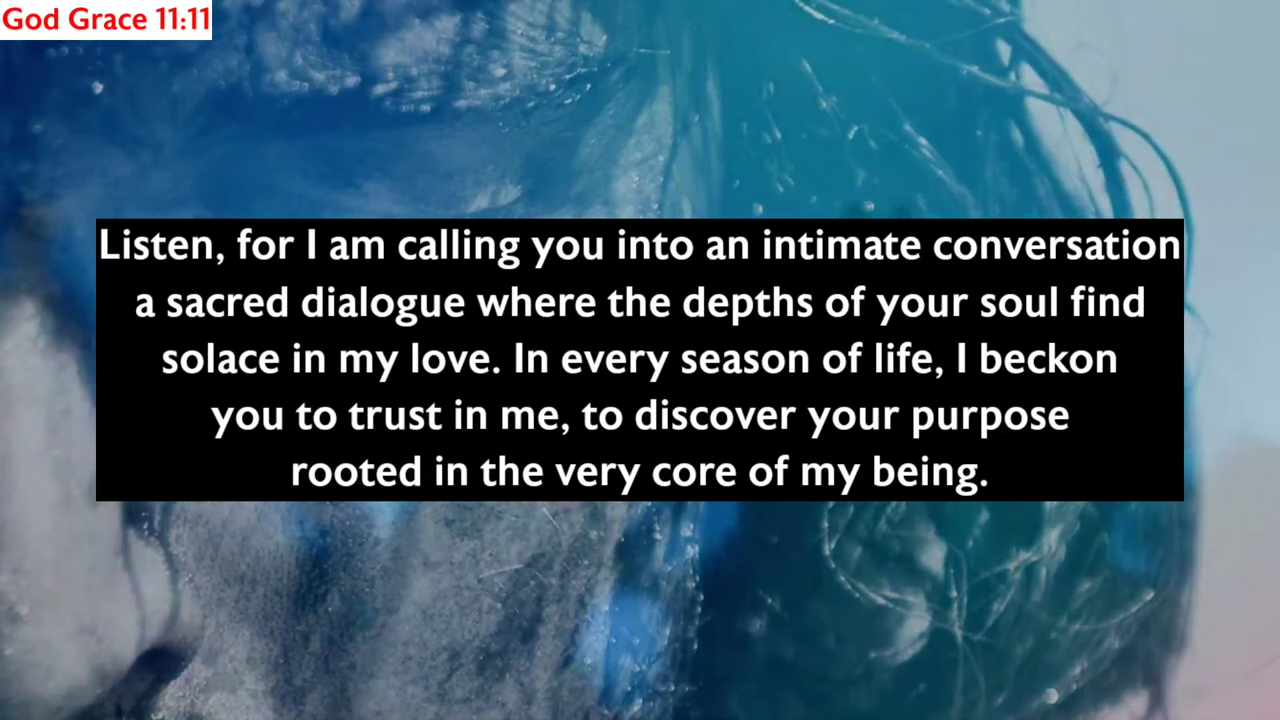 God Grace 11:11
Listen, for I am calling you into an intimate conversation
a sacred dialogue where the depths of your soul find
solace in my love. In every season of life, I beckon
you to trust in me, to discover your purpose
rooted in the very core of my being.